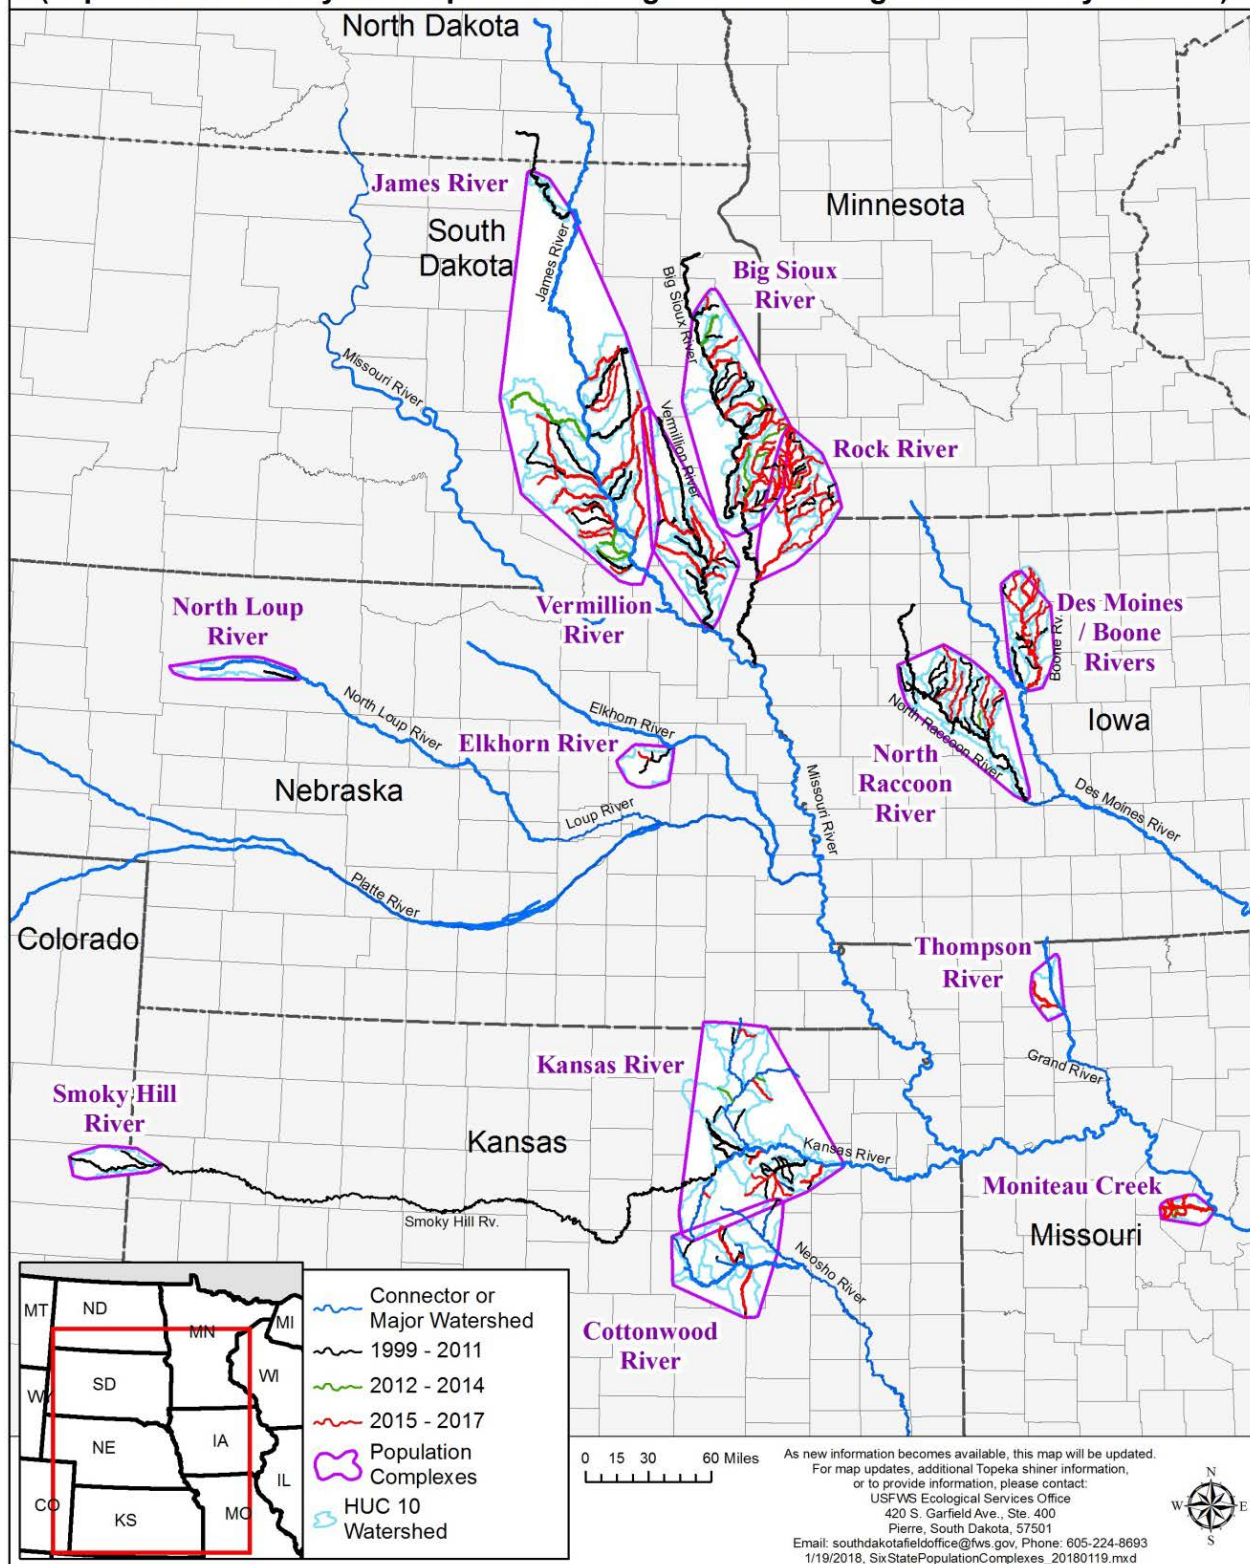 North Dakota
James River
South
Dakota
Minnesota
James River
Big Sioux River
Big Sioux
River
Missouri River
Vermillion River
Rock River
North Loup
River
Vermillion
River
Des Moines
/ Boone
Rivers
Boone Rv.
North Loup River
Elkhorn River
Elkhorn River
Nebraska
Loup River
Missouri River
North Raccoon River
North
Raccoon
River
Iowa
Des Moines River
Platte River
Colorado
Thompson
River
Grand River
Kansas River
Smoky Hill
River
Kansas
Kansas River
Smoky Hill Rv.
Moniteau Creek
Missouri
Neosho River
Cottonwood
River
MT
ND
MN
MI
SD
WI
W
NE
IA
IL
CO
KS
MO
Connector or
Major Watershed
1999 - 2011
2012 - 2014
2015 - 2017
Population
Complexes
HUC 10
Watershed
0 15 30 60 Miles
As new information becomes available, this map will be updated.
For map updates, additional Topeka shiner information,
or to provide information, please contact:
USFWS Ecological Services Office
420 S. Garfield Ave., Ste. 400
Pierre, South Dakota, 57501
Email: southdakotafieldoffice@fws.gov, Phone: 605-224-8693
1/19/2018, SixStatePopulationComplexes_20180119.mxd
N
W
E
S